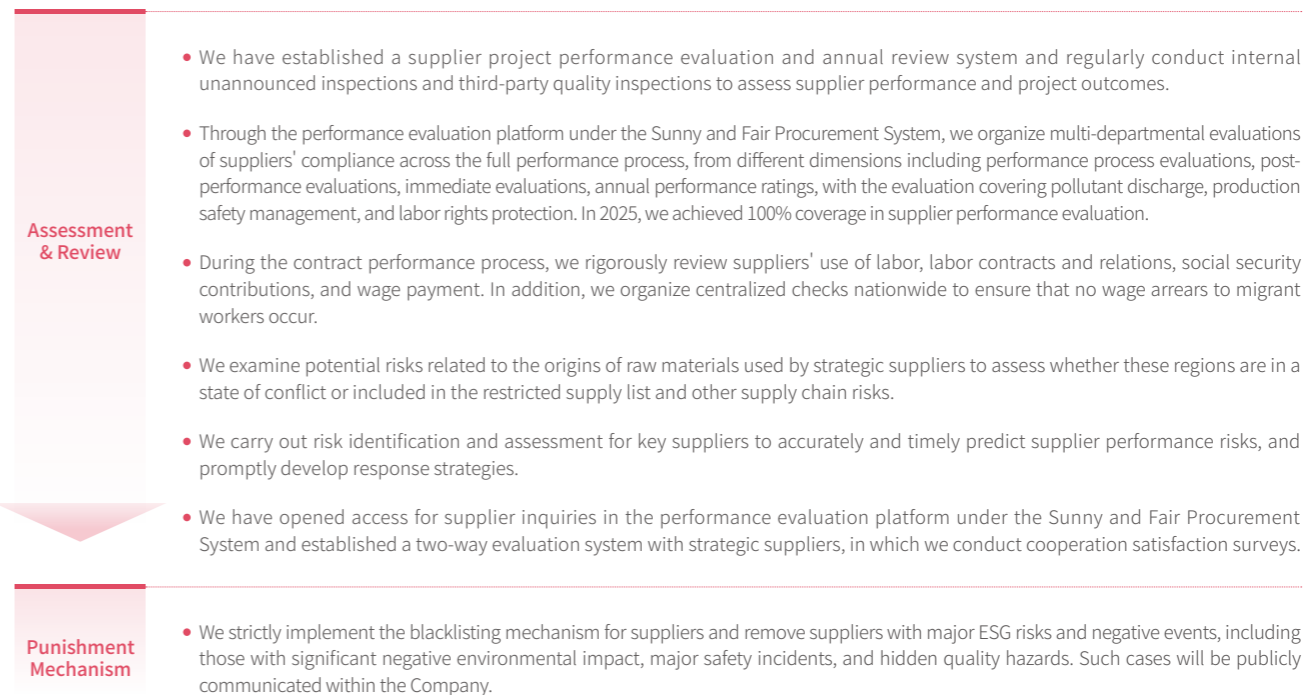 • We have established a supplier project performance evaluation and annual review system and regularly conduct internal
unannounced inspections and third-party quality inspections to assess supplier performance and project outcomes.
• Through the performance evaluation platform under the Sunny and Fair Procurement System, we organize multi-departmental evaluations
of suppliers' compliance across the full performance process, from different dimensions including performance process evaluations, post-
performance evaluations, immediate evaluations, annual performance ratings, with the evaluation covering pollutant discharge, production
safety management, and labor rights protection. In 2025, we achieved 100% coverage in supplier performance evaluation.
Assessment
& Review
• During the contract performance process, we rigorously review suppliers' use of labor, labor contracts and relations, social security
contributions, and wage payment. In addition, we organize centralized checks nationwide to ensure that no wage arrears to migrant
workers occur.
• We examine potential risks related to the origins of raw materials used by strategic suppliers to assess whether these regions are in a
state of conflict or included in the restricted supply list and other supply chain risks.
• We carry out risk identification and assessment for key suppliers to accurately and timely predict supplier performance risks, and
promptly develop response strategies.
• We have opened access for supplier inquiries in the performance evaluation platform under the Sunny and Fair Procurement
System and established a two-way evaluation system with strategic suppliers, in which we conduct cooperation satisfaction surveys.
Punishment
Mechanism
• We strictly implement the blacklisting mechanism for suppliers and remove suppliers with major ESG risks and negative events, including
those with significant negative environmental impact, major safety incidents, and hidden quality hazards. Such cases will be publicly
communicated within the Company.